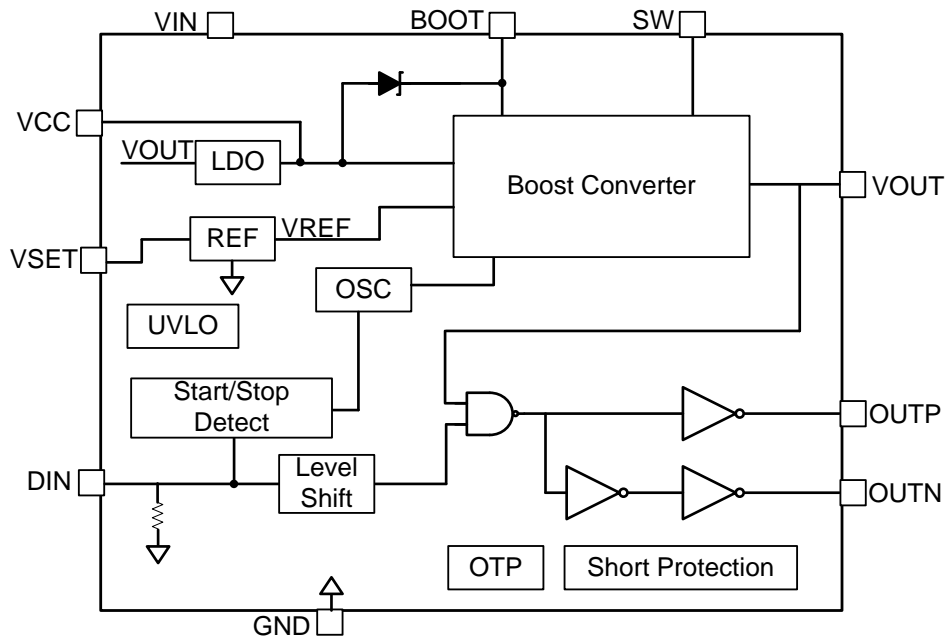 VIN
BOOT
SW
VCC
VOUT
LDO
Boost Converter
VOUT
VSET
REF
VREF
OSC
UVLO
Start/Stop
Detect
OUTP
DIN
Level
Shift
OUTN
OTP
Short Protection
GND